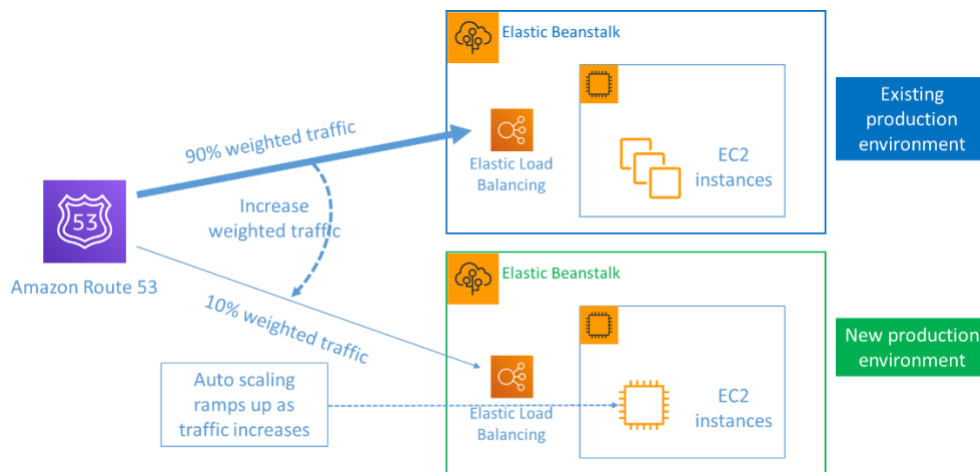 Elastic Beanstalk
90% weighted traffic
Elastic Load
Balancing
EC2
instances
Existing
production
environment
53
Amazon Route 53
Increase
weighted traffic
10% weighted traffic
Elastic Beanstalk
Auto scaling
ramps up as
traffic increases
Elastic Load
Balancing
EC2
instances
New production
environment